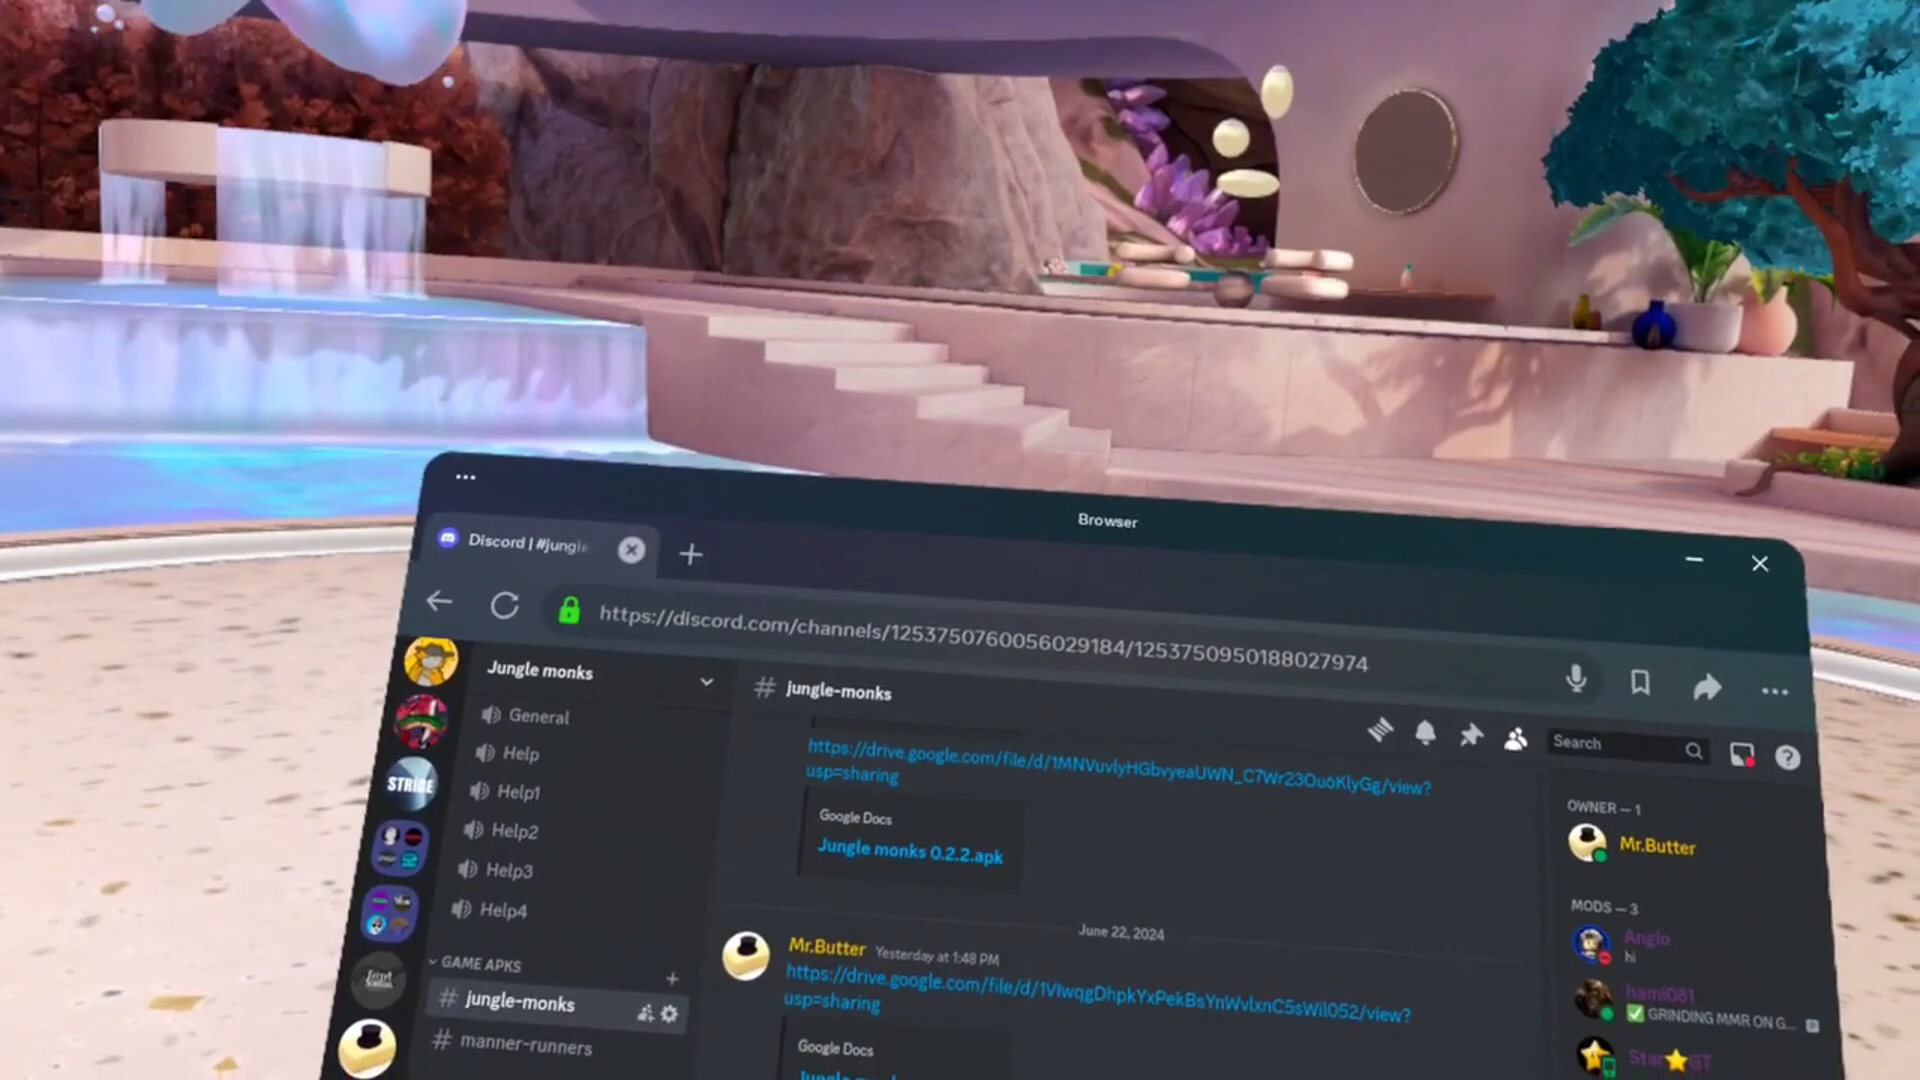 Browser
Discord | #jungle
https://discord.com/channels/1253750760056029184/1253750950188027974
Jungle monks
General
Help
Help1
Help2
Help3
Help4
GAME APKS
jungle-monks
manner-runners
STRIDE
# jungle-monks
Search
https://drive.google.com/file/d/1MNVuvlyHGbvyeaUWN_C7Wr23Ou6KlyGg/view?
usp=sharing
Google Docs
Jungle monks 0.2.2.apk
June 22, 2024
Mr.Butter Yesterday at 1:48 PM
https://drive.google.com/file/d/1VIwqgDhpkYxPekBsYnWvlxnC5sWil052/view?
usp=sharing
Google Docs
OWNER — 1
Mr.Butter
MODS — 3
Anglo
hi
hami081
✅ GRINDING MMR ON G...